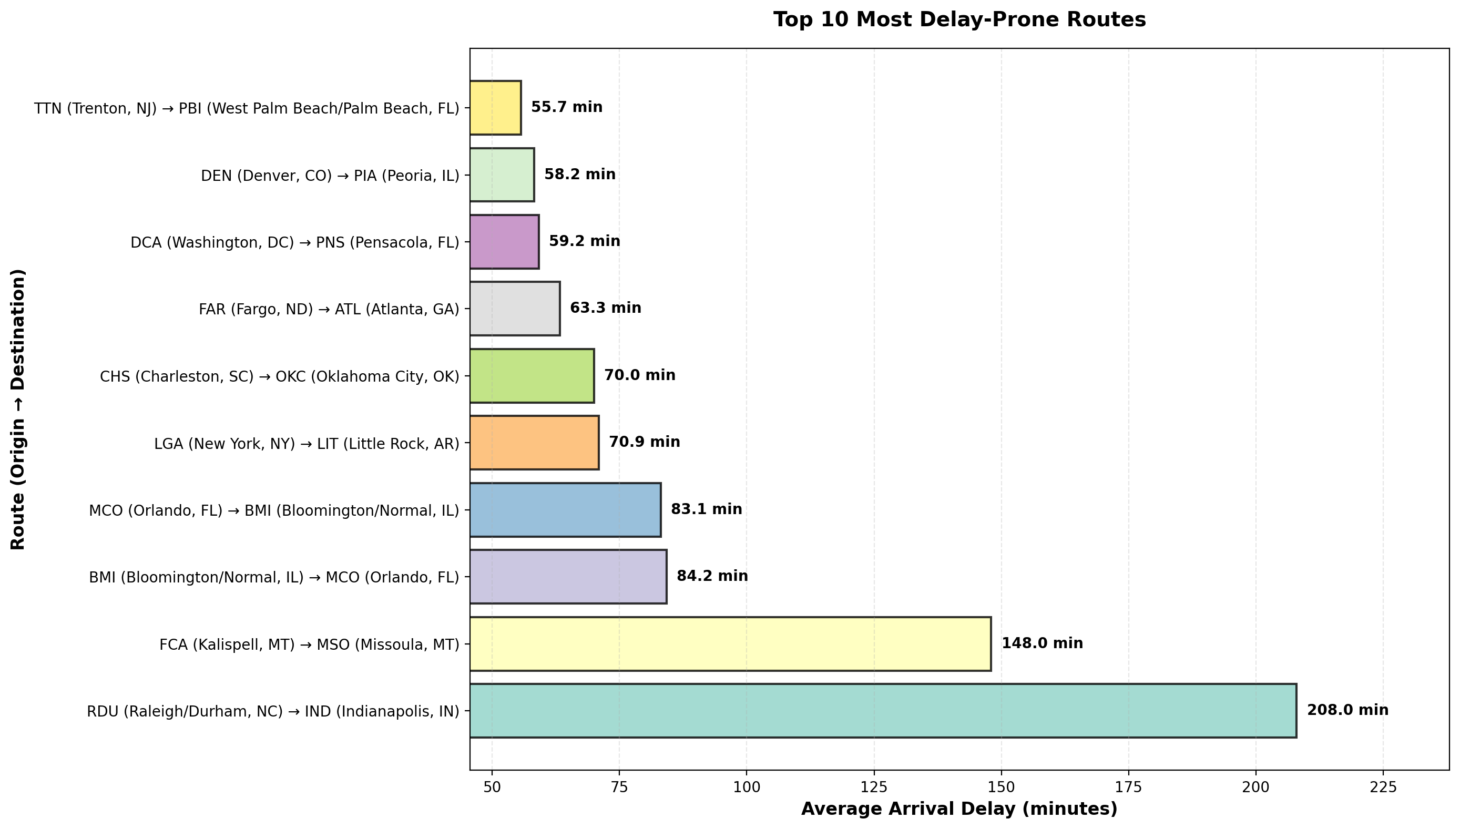 Top 10 Most Delay-Prone Routes
Route (Origin → Destination)
TTN (Trenton, NJ) → PBI (West Palm Beach/Palm Beach, FL)
55.7 min
DEN (Denver, CO) → PIA (Peoria, IL)
58.2 min
DCA (Washington, DC) → PNS (Pensacola, FL)
59.2 min
FAR (Fargo, ND) → ATL (Atlanta, GA)
63.3 min
CHS (Charleston, SC) → OKC (Oklahoma City, OK)
70.0 min
LGA (New York, NY) → LIT (Little Rock, AR)
70.9 min
MCO (Orlando, FL) → BMI (Bloomington/Normal, IL)
83.1 min
BMI (Bloomington/Normal, IL) → MCO (Orlando, FL)
84.2 min
FCA (Kalispell, MT) → MSO (Missoula, MT)
148.0 min
RDU (Raleigh/Durham, NC) → IND (Indianapolis, IN)
208.0 min
50 75 100 125 150 175 200 225
Average Arrival Delay (minutes)